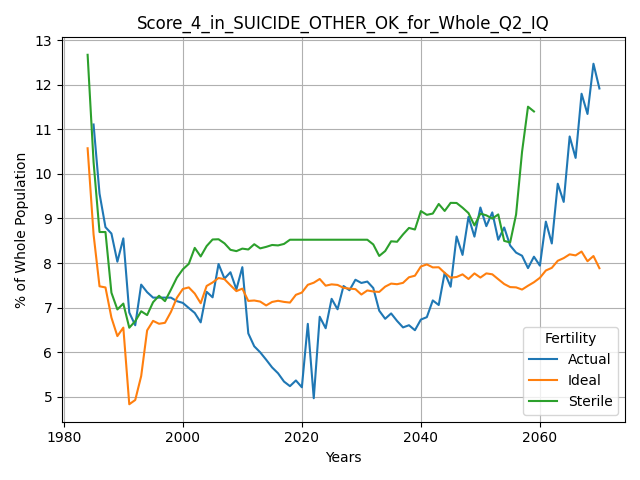 Score_4_in_SUICIDE_OTHER_OK_for_Whole_Q2_IQ
% of Whole Population
13
12
11
10
9
8
7
6
5
1980
2000
2020
2040
2060
Years
Fertility
Actual
Ideal
Sterile